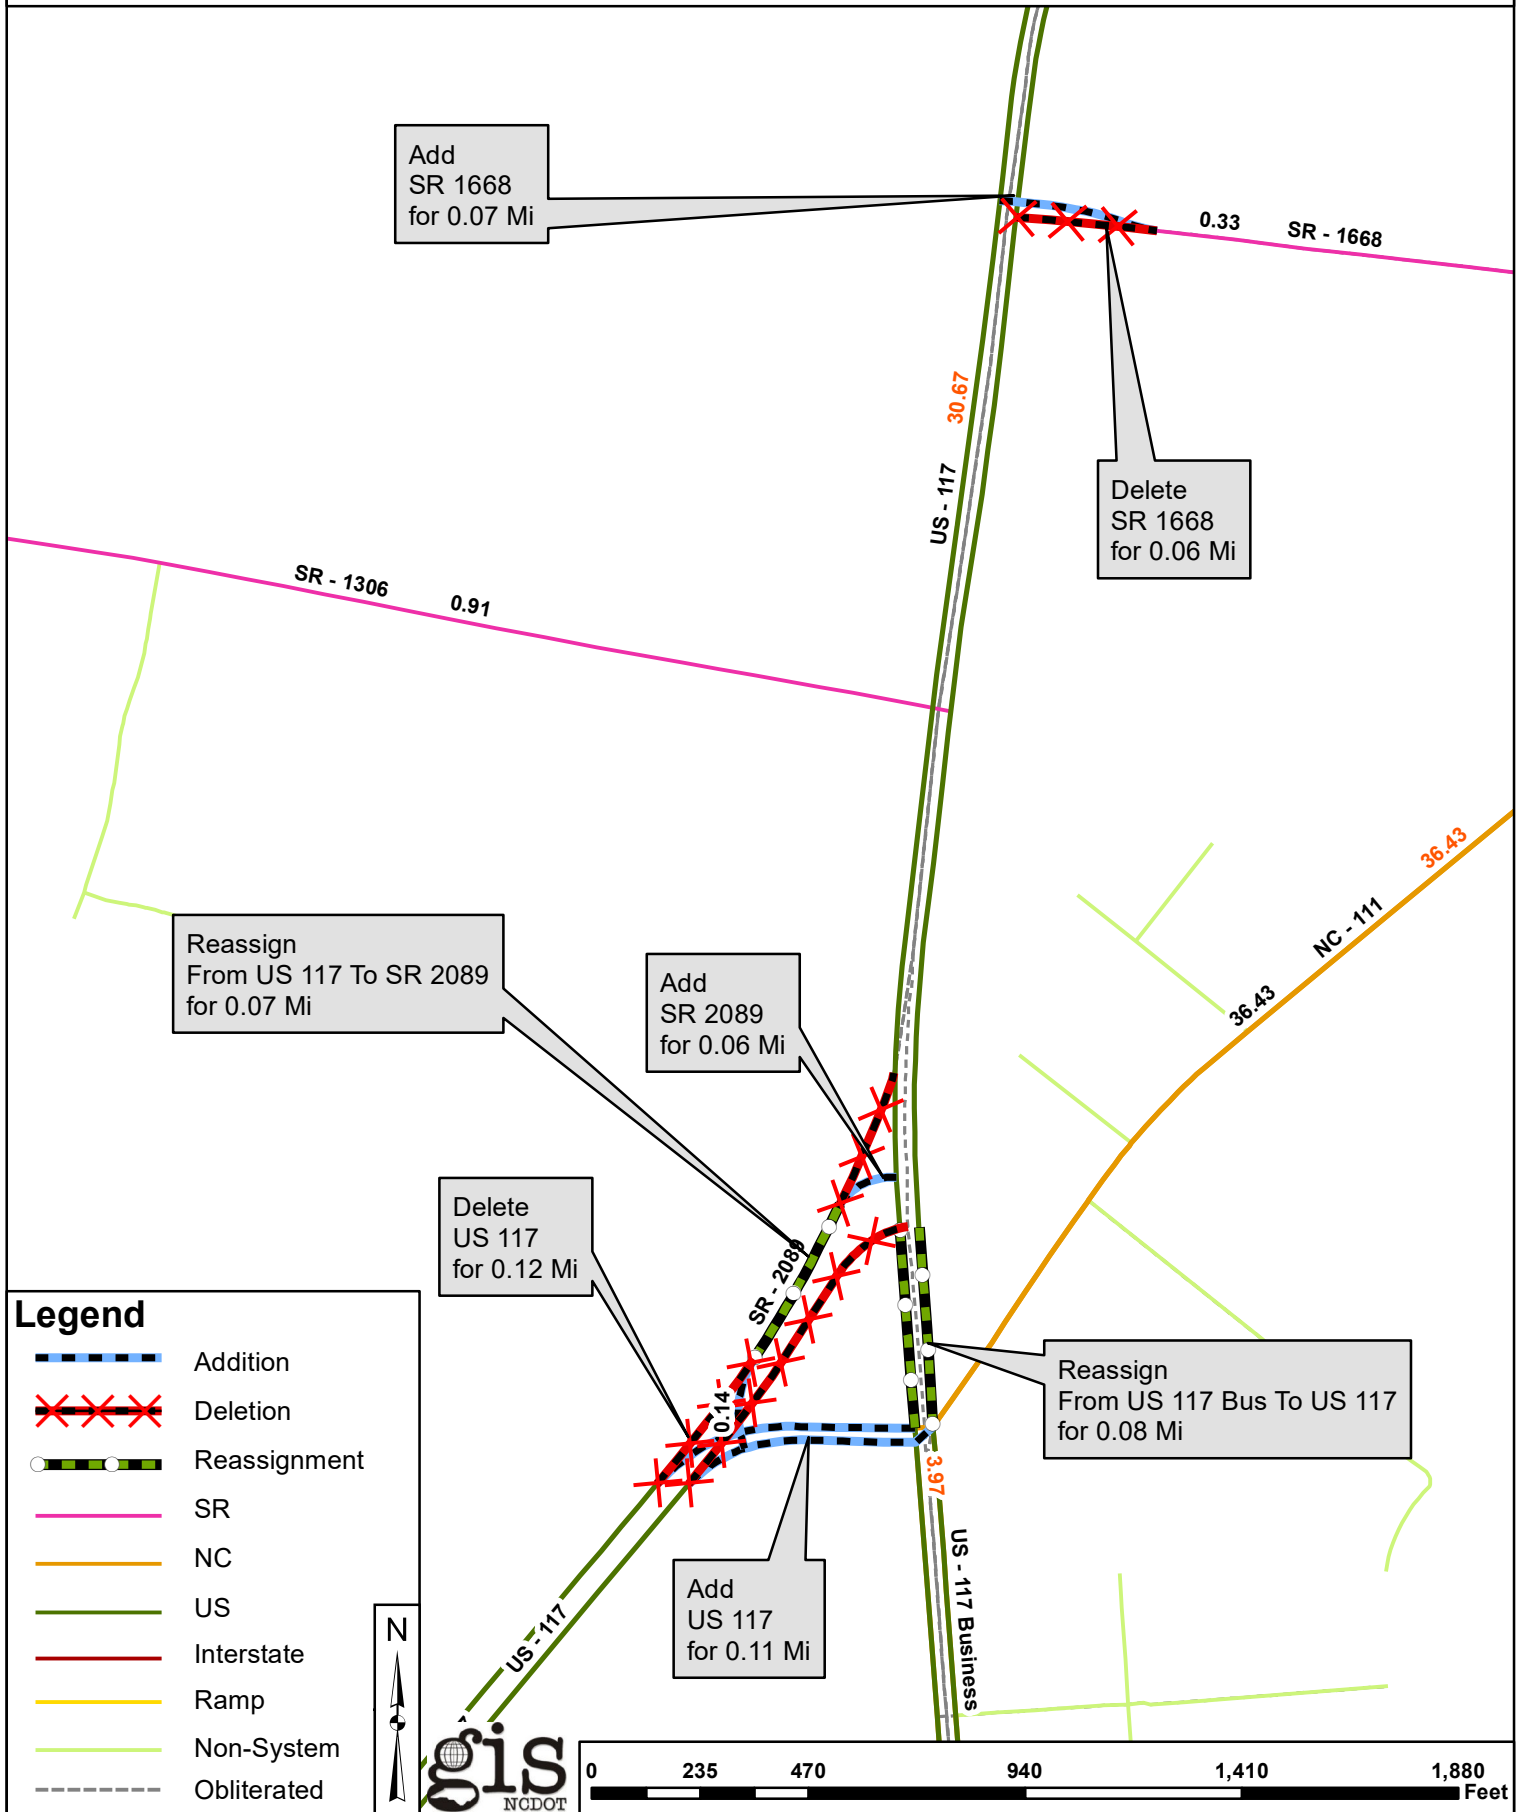 Add
SR 1668
for 0.07 Mi
0.33
SR - 1668
30.67
US - 117
Delete
SR 1668
for 0.06 Mi
SR - 1306
0.91
36.43
NC - 111
36.43
Reassign
From US 117 To SR 2089
for 0.07 Mi
Add
SR 2089
for 0.06 Mi
Delete
US 117
for 0.12 Mi
SR - 2089
0.14
Reassign
From US 117 Bus To US 117
for 0.08 Mi
3.97
US - 117 Business
Add
US 117
for 0.11 Mi
US - 117
Legend
Addition
Deletion
Reassignment
SR
NC
US
Interstate
Ramp
Non-System
Obliterated
N
gis
NCDOT
0 235 470 940 1,410 1,880
Feet